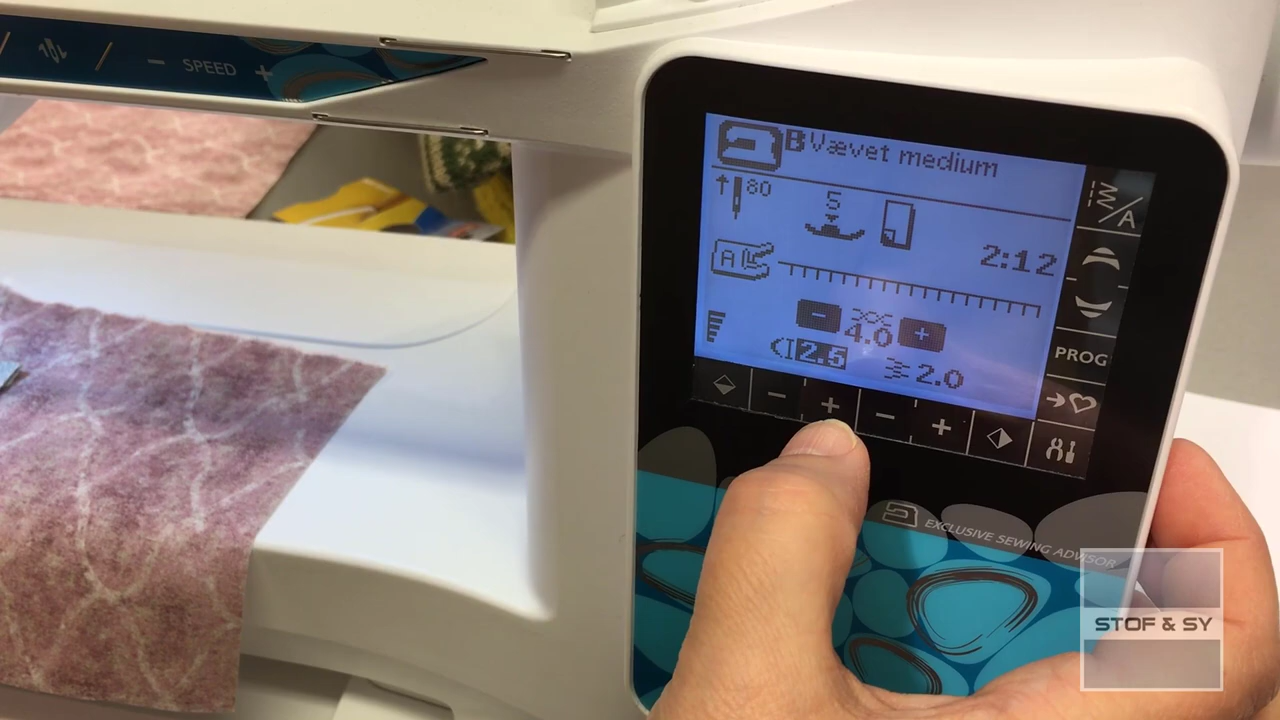 − SPEED +
B Vævet medium
80
5
2:12
A
− 4.0 +
2.5 2.0
/A
PROG
− + − +
EXCLUSIVE SEWING ADVISOR
STOF & SY